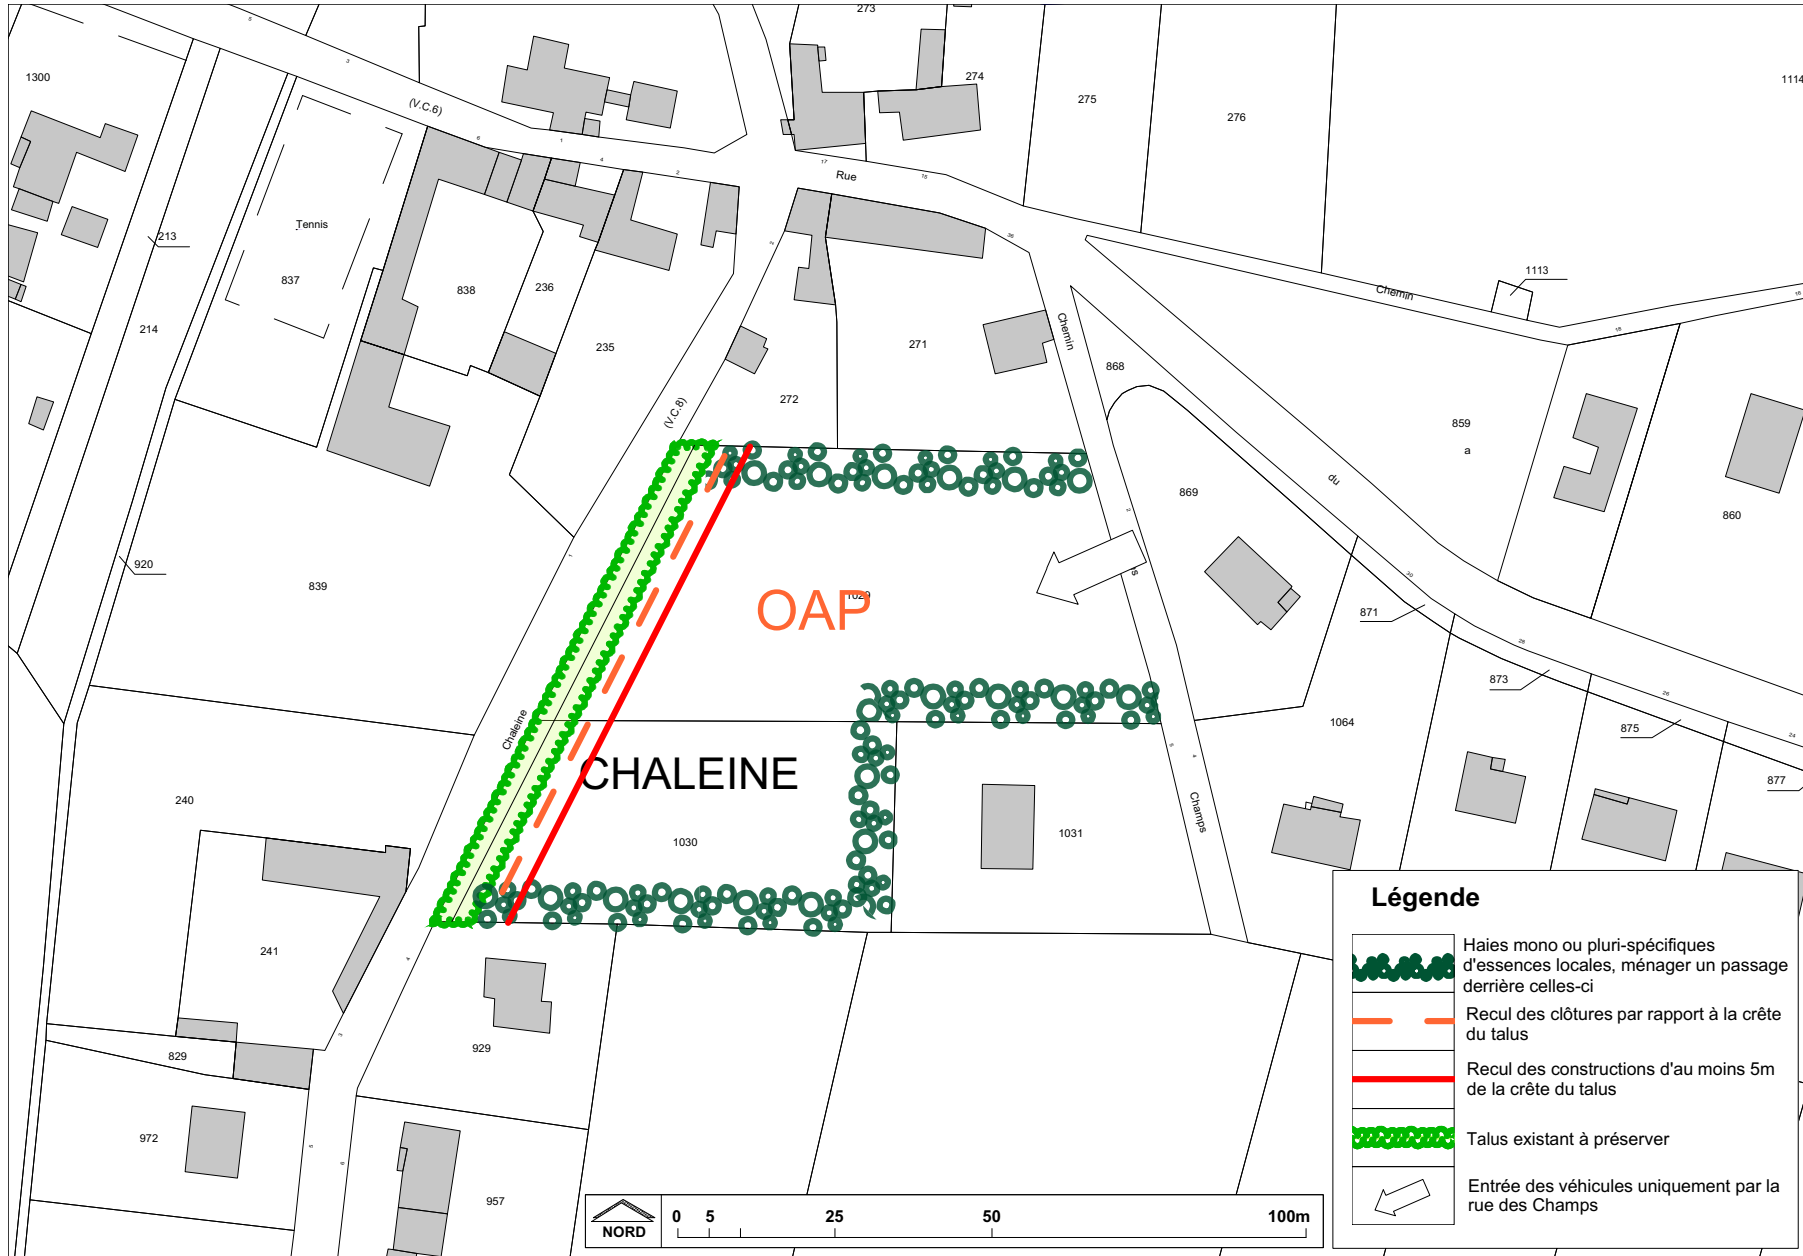 273
1300
274
1114
275
276
(V.C.6)
Rue
213
Tennis
837
838
236
214
235
(V.C.8)
272
271
Chemin
Chemin
1113
868
859
a
860
869
du
920
839
1029
OAP
871
873
875
877
1064
Chaleine
CHALEINE
240
1030
1031
Champs
241
829
929
972
957
Légende
Haies mono ou pluri-spécifiques
d'essences locales, ménager un passage
derrière celles-ci
Recul des clôtures par rapport à la crête
du talus
Recul des constructions d'au moins 5m
de la crête du talus
Talus existant à préserver
Entrée des véhicules uniquement par la
rue des Champs
NORD
0 5 25 50 100m